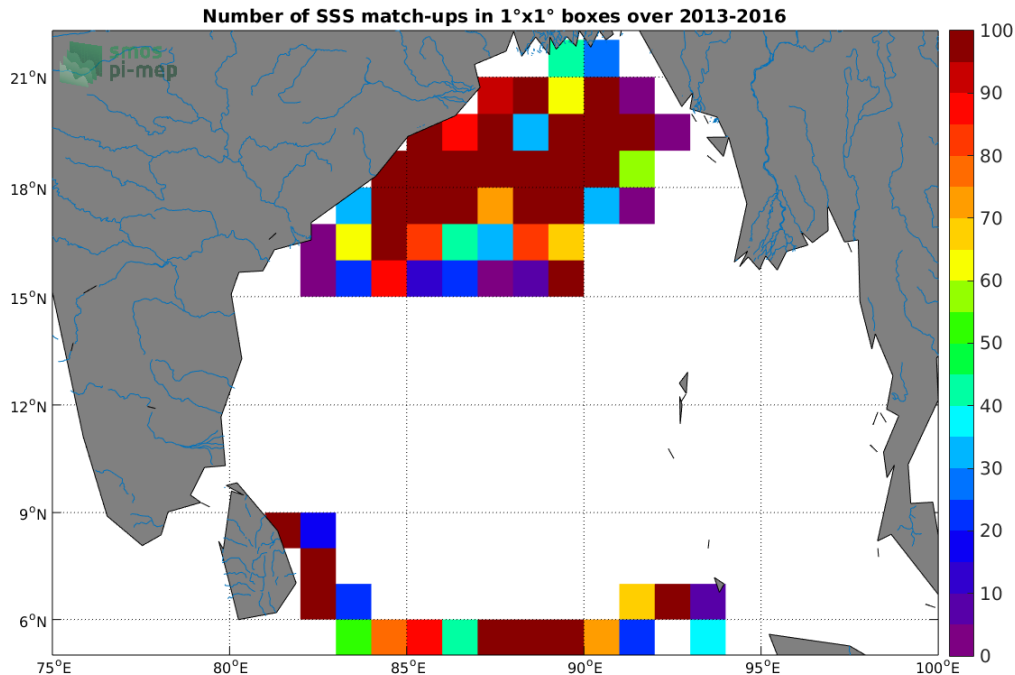 Number of SSS match-ups in 1°x1° boxes over 2013-2016
smos
pi-mep
21°N
18°N
15°N
12°N
9°N
6°N
75°E
80°E
85°E
90°E
95°E
100°E
100
90
80
70
60
50
40
30
20
10
0